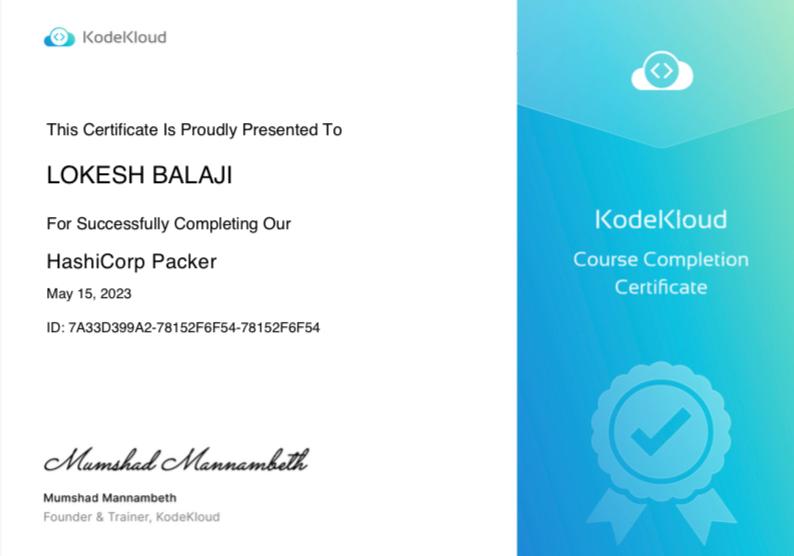 KodeKloud
This Certificate Is Proudly Presented To
LOKESH BALAJI
For Successfully Completing Our
HashiCorp Packer
May 15, 2023
ID: 7A33D399A2-78152F6F54-78152F6F54
Mumshad Mannambeth
Mumshad Mannambeth
Founder & Trainer, KodeKloud
KodeKloud
Course Completion
Certificate